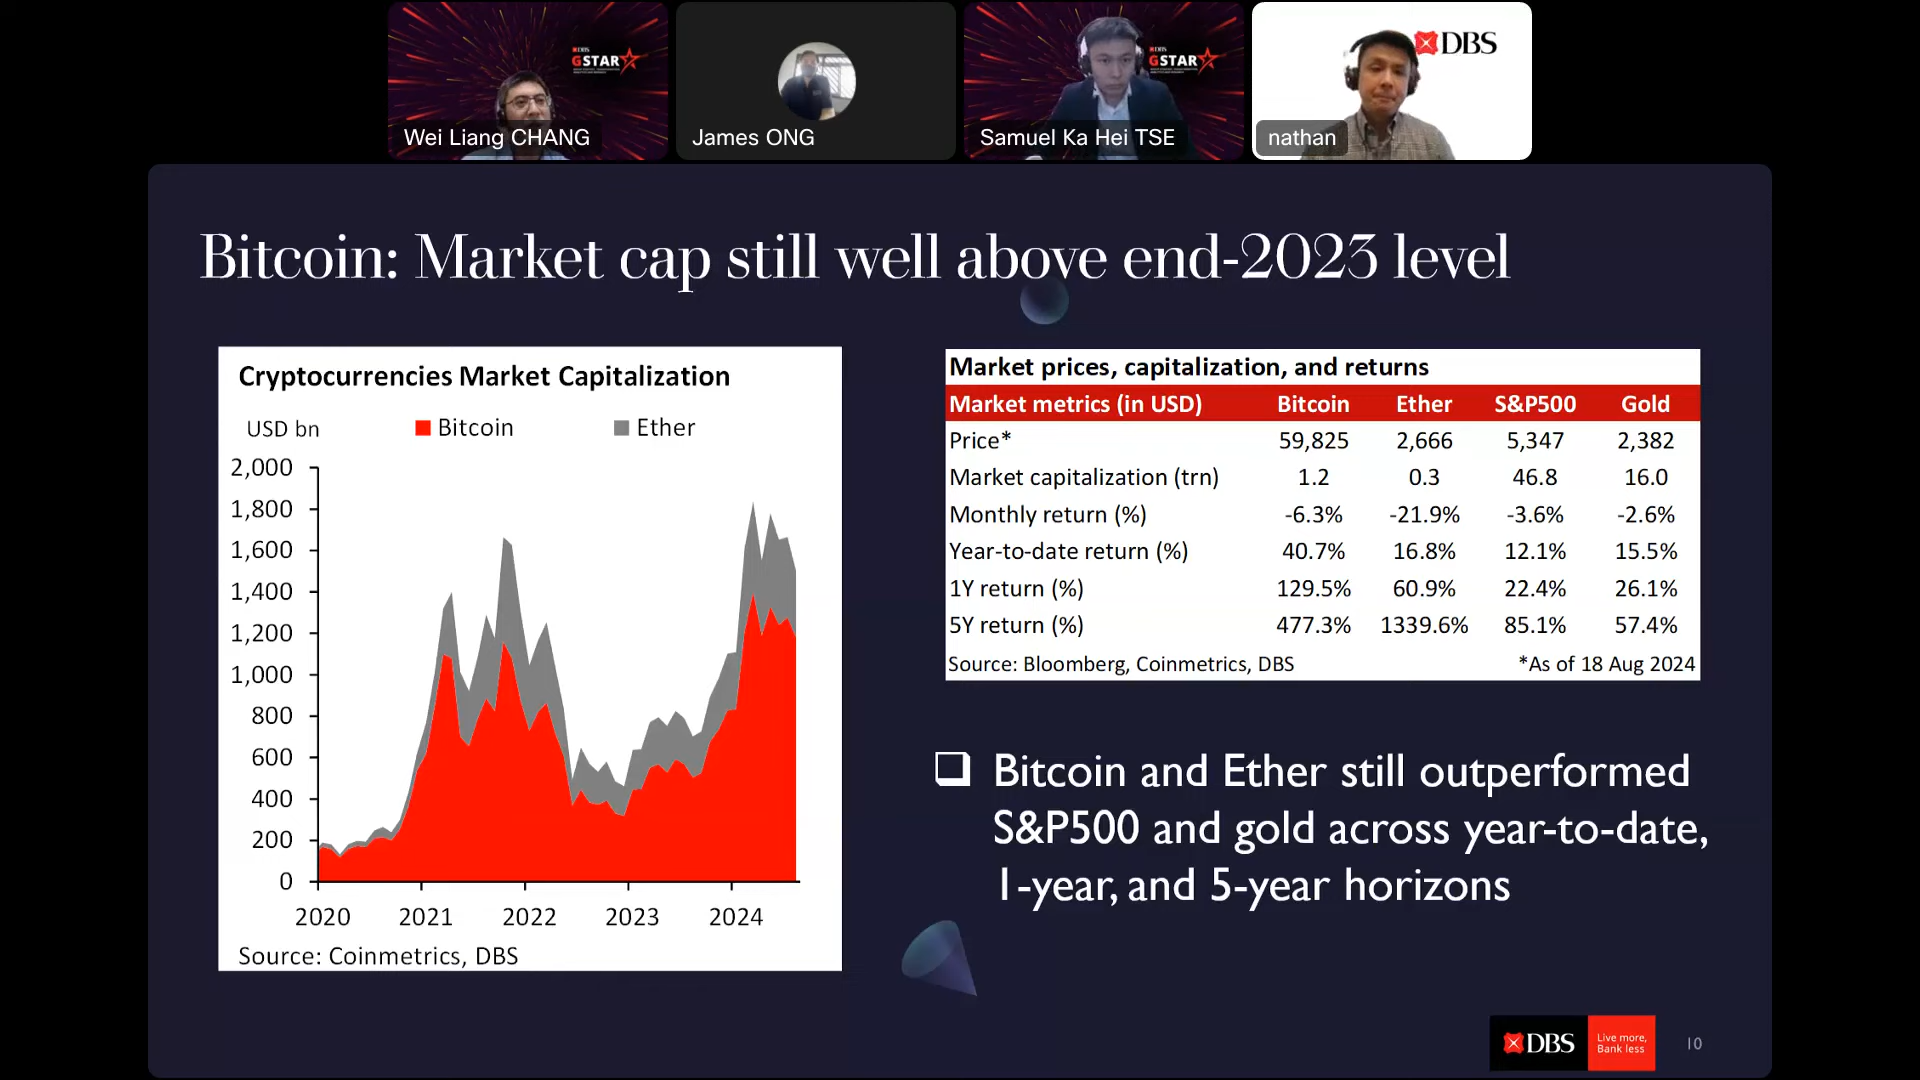 DBS
GSTAR
Wei Liang CHANG
James ONG
DBS
GSTAR
Samuel Ka Hei TSE
DBS
nathan
Bitcoin: Market cap still well above end-2023 level
Cryptocurrencies Market Capitalization
USD bn
Bitcoin
Ether
2,000
1,800
1,600
1,400
1,200
1,000
800
600
400
200
0
2020 2021 2022 2023 2024
Source: Coinmetrics, DBS
Market prices, capitalization, and returns
Market metrics (in USD) Bitcoin Ether S&P500 Gold
Price* 59,825 2,666 5,347 2,382
Market capitalization (trn) 1.2 0.3 46.8 16.0
Monthly return (%) -6.3% -21.9% -3.6% -2.6%
Year-to-date return (%) 40.7% 16.8% 12.1% 15.5%
1Y return (%) 129.5% 60.9% 22.4% 26.1%
5Y return (%) 477.3% 1339.6% 85.1% 57.4%
Source: Bloomberg, Coinmetrics, DBS *As of 18 Aug 2024
Bitcoin and Ether still outperformed
S&P500 and gold across year-to-date,
1-year, and 5-year horizons
DBS
Live more,
Bank less
10